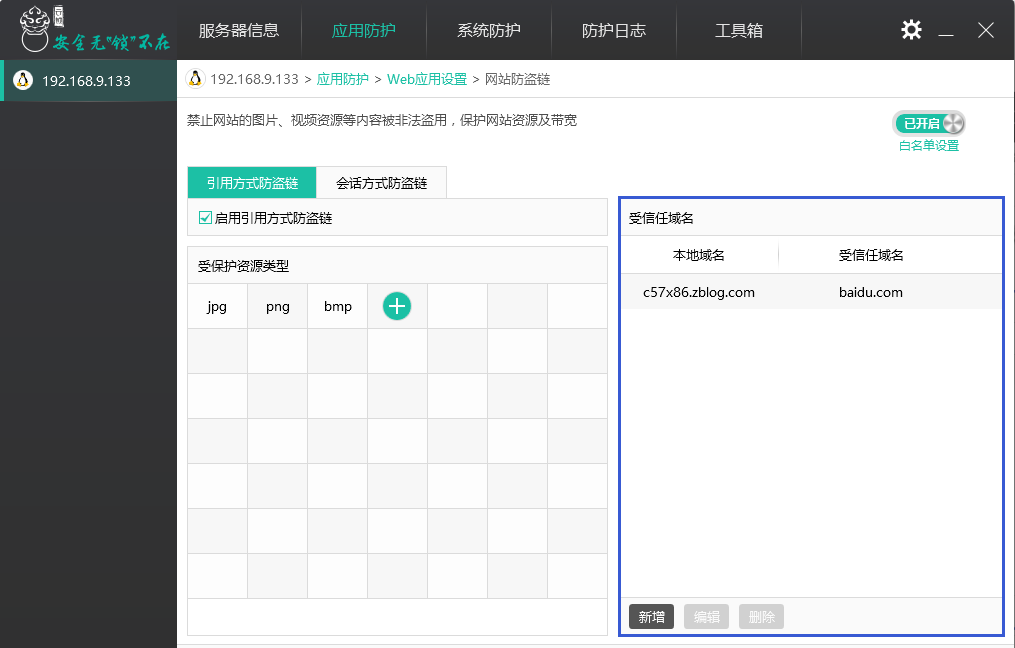 安全无"锁"不在
服务器信息 应用防护 系统防护 防护日志 工具箱
192.168.9.133
192.168.9.133 > 应用防护 > Web应用设置 > 网站防盗链
禁止网站的图片、视频资源等内容被非法盗用，保护网站资源及带宽
已开启
白名单设置
引用方式防盗链 会话方式防盗链
启用引用方式防盗链
受保护资源类型
jpg png bmp
受信任域名
本地域名 受信任域名
c57x86.zblog.com baidu.com
新增 编辑 删除